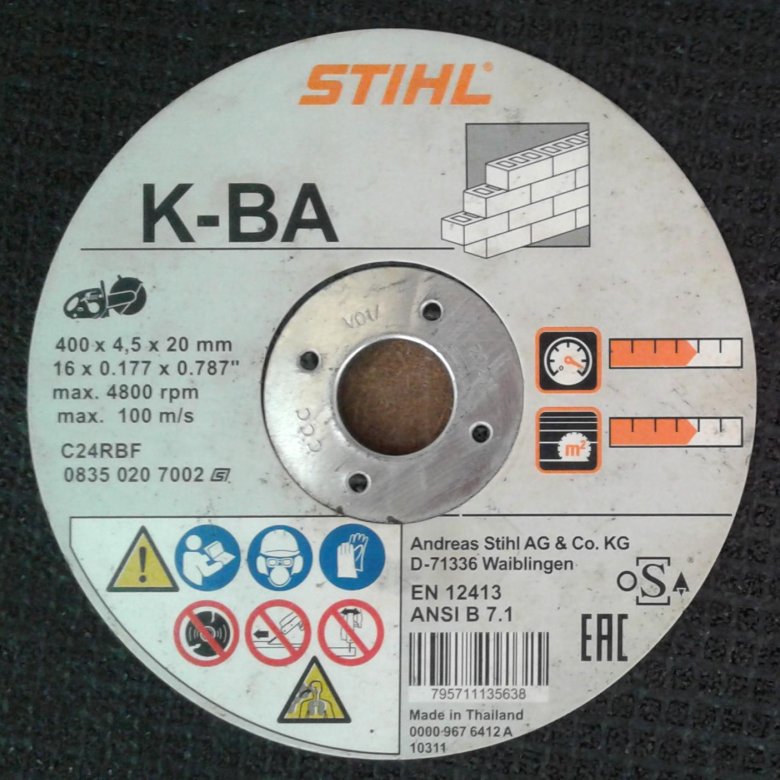 STIHL®
K-BA
400 x 4,5 x 20 mm
16 x 0.177 x 0.787"
max. 4800 rpm
max. 100 m/s
C24RBF
0835 020 7002
m²
Andreas Stihl AG & Co. KG
D-71336 Waiblingen
EN 12413
ANSI B 7.1
oSa
EAC
795711135638
Made in Thailand
0000-967 6412 A
10311